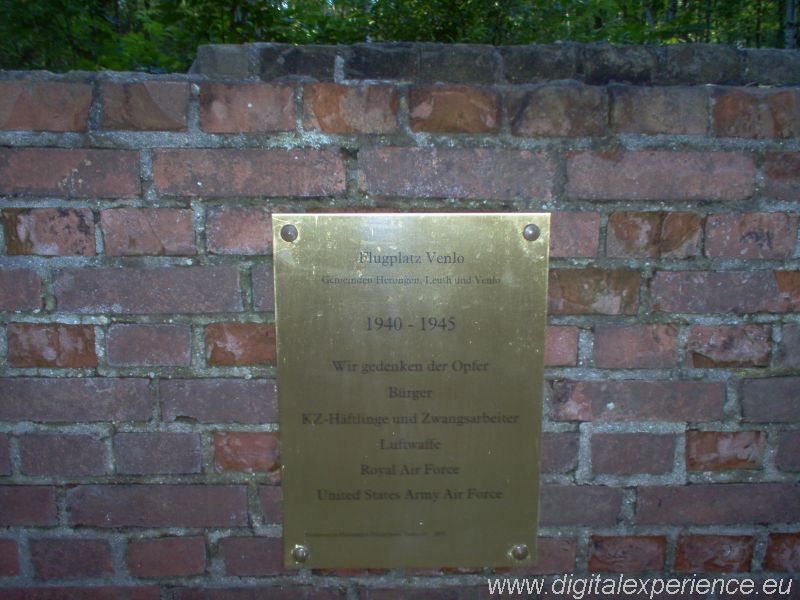 Flugplatz Venlo
Gemeinden Herongen, Leuth und Venlo
1940 - 1945
Wir gedenken der Opfer
Bürger
KZ-Häftlinge und Zwangsarbeiter
Luftwaffe
Royal Air Force
United States Army Air Force
www.digitalexperience.eu